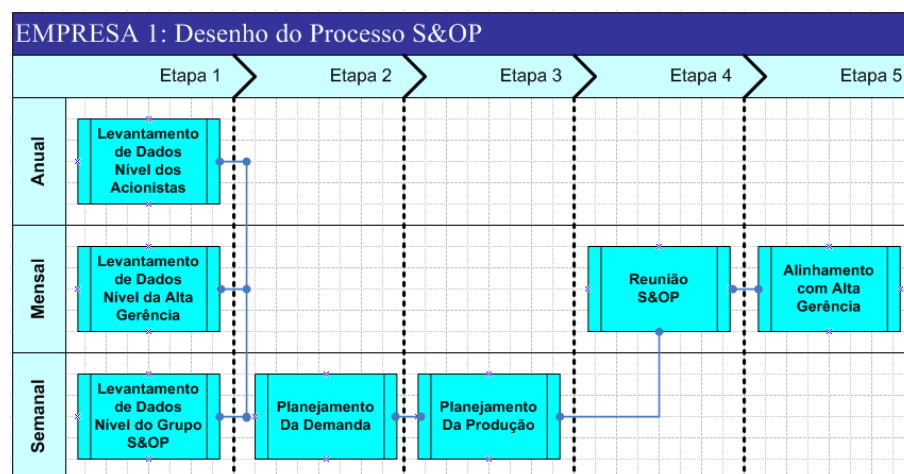 EMPRESA 1: Desenho do Processo S&OP
Etapa 1
Etapa 2
Etapa 3
Etapa 4
Etapa 5
Anual
Levantamento
de Dados
Nível dos
Acionistas
Mensal
Levantamento
de Dados
Nível da Alta
Gerência
Reunião
S&OP
Alinhamento
com Alta
Gerência
Semanal
Levantamento
de Dados
Nível do Grupo
S&OP
Planejamento
Da Demanda
Planejamento
Da Produção